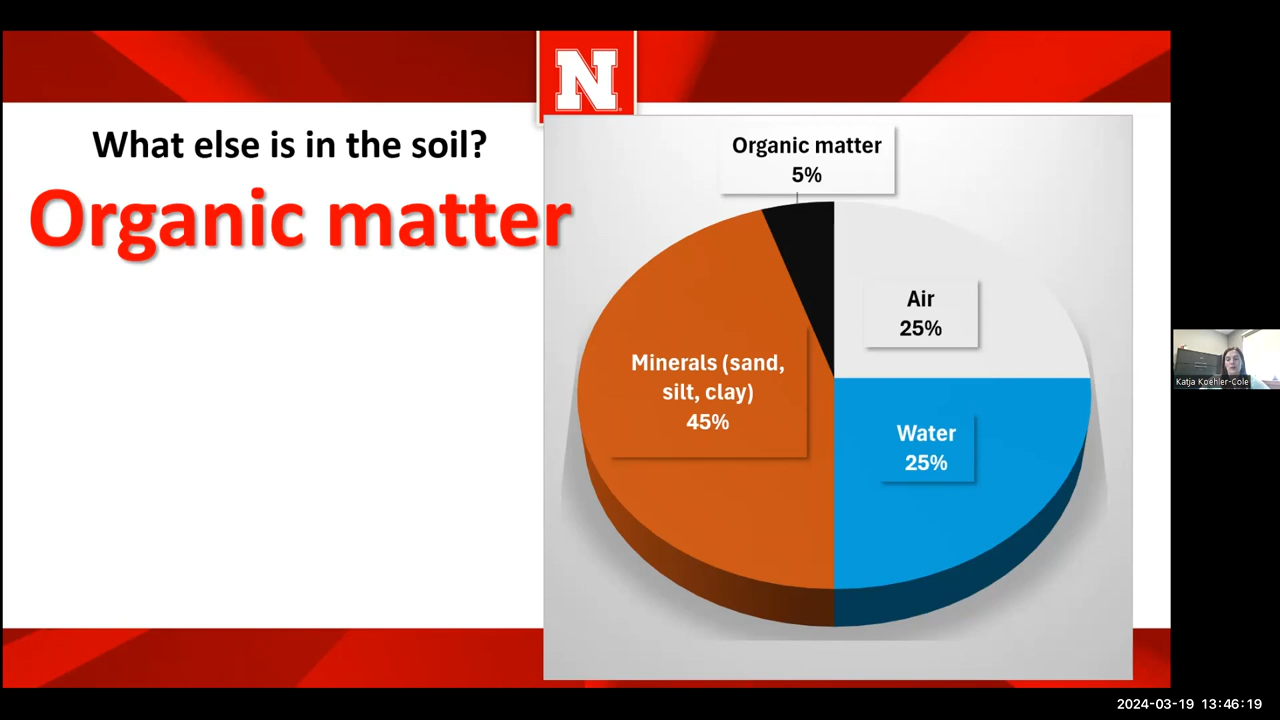 N
What else is in the soil?
Organic matter
Organic matter
5%
Air
25%
Minerals (sand,
silt, clay)
45%
Water
25%
Katja Koehler-Cole
2024-03-19 13:46:19